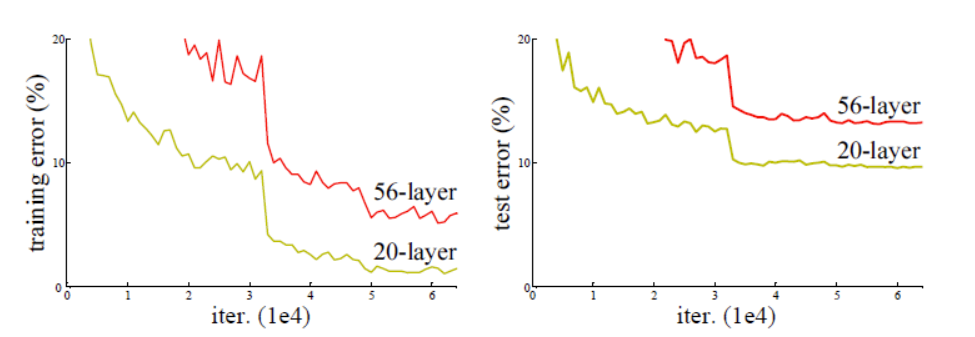 training error (%)
20
10
0
56-layer
20-layer
0 1 2 3 4 5 6
iter. (1e4)
test error (%)
20
10
0
56-layer
20-layer
0 1 2 3 4 5 6
iter. (1e4)